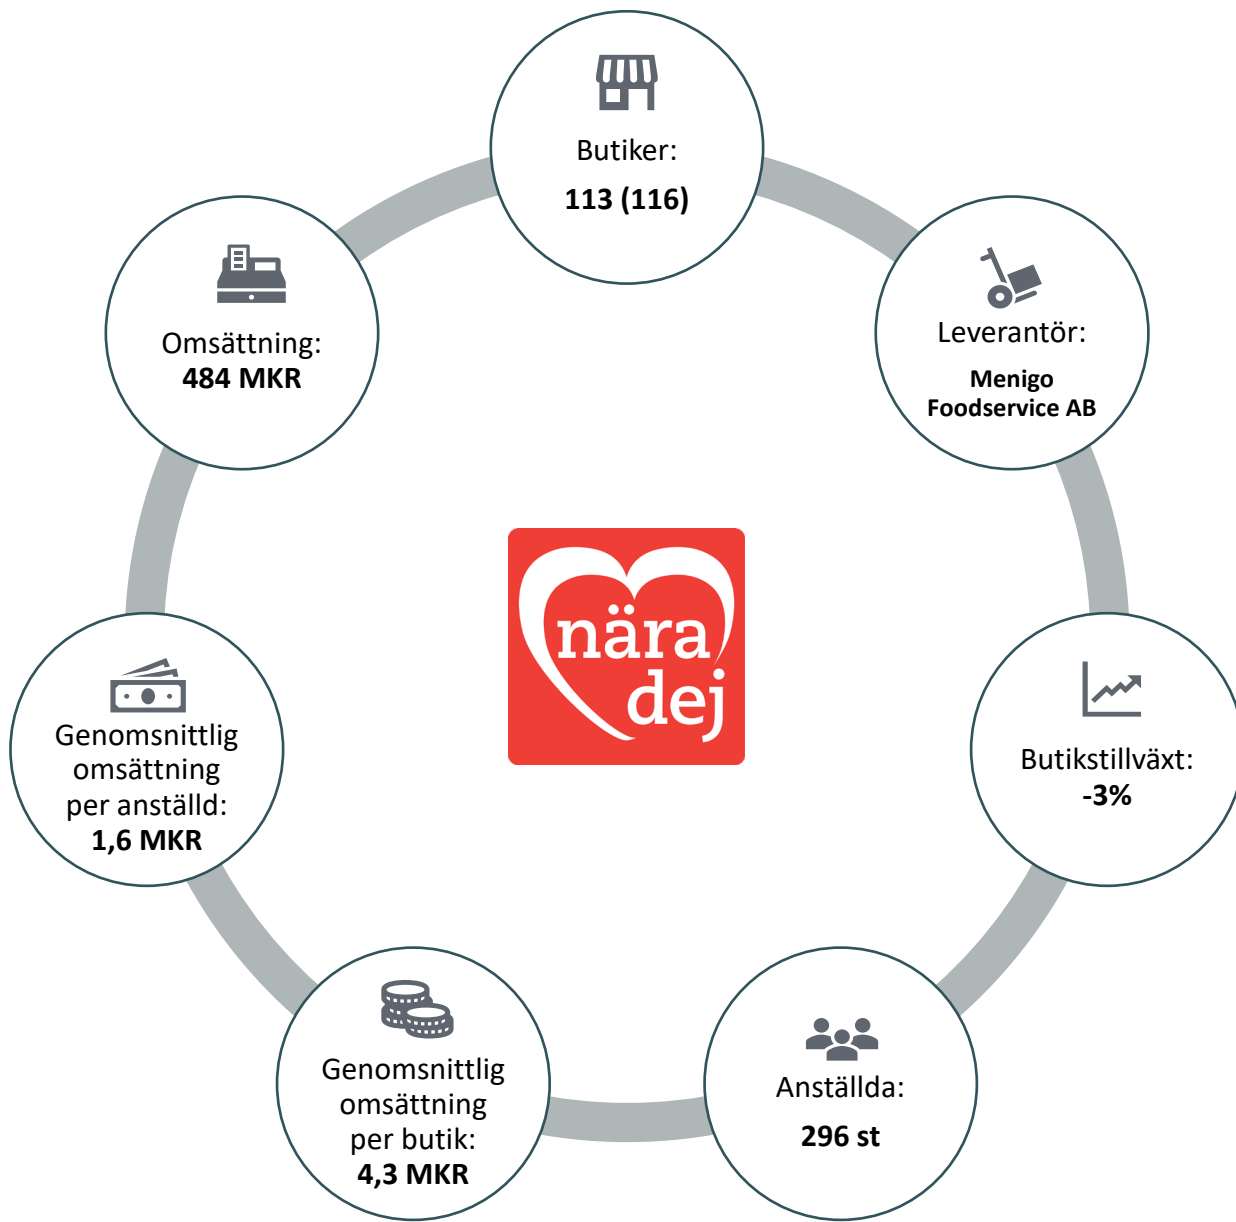 Butiker:
113 (116)
Leverantör:
Menigo
Foodservice AB
Butikstillväxt:
-3%
Anställda:
296 st
Genomsnittlig
omsättning
per butik:
4,3 MKR
Genomsnittlig
omsättning
per anställd:
1,6 MKR
Omsättning:
484 MKR
nära
dej